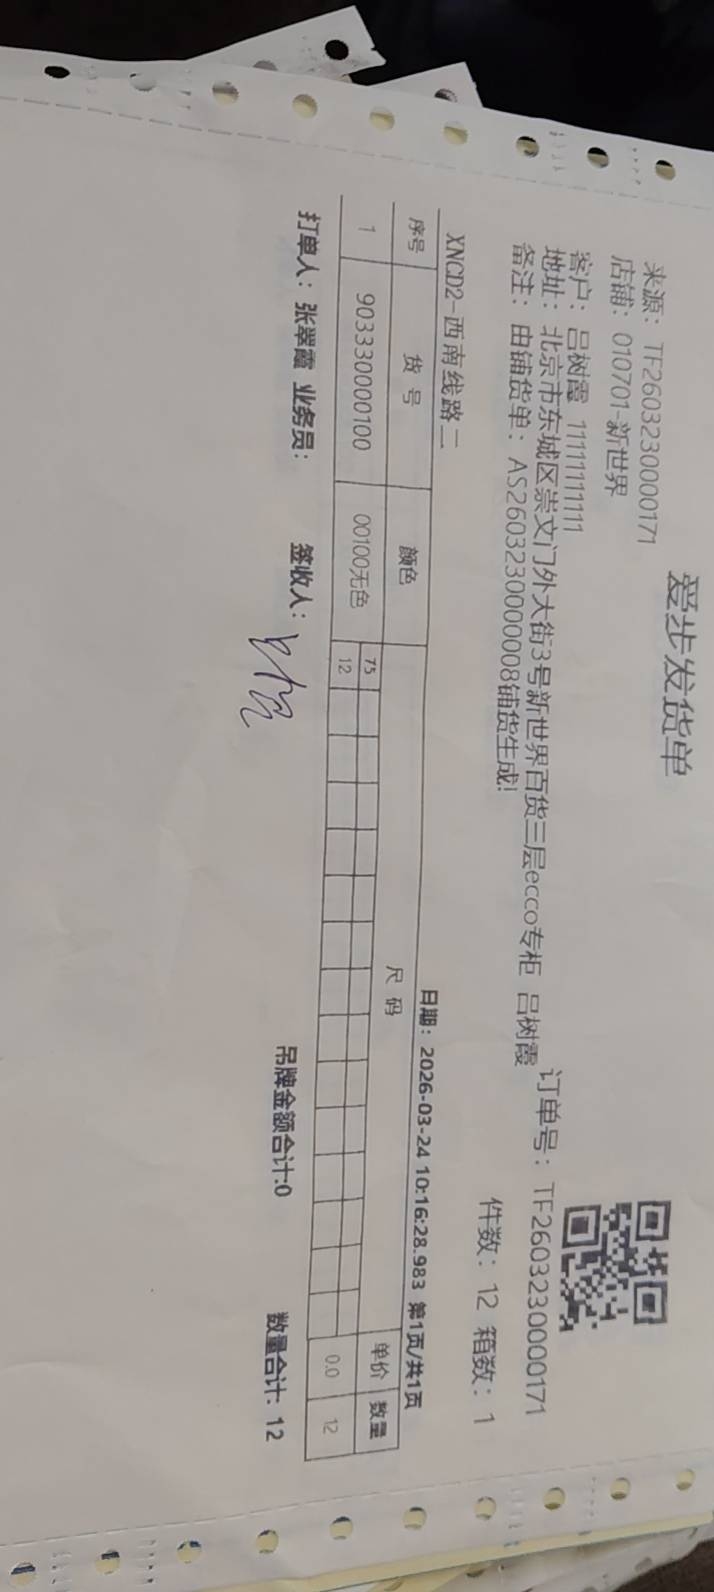 爱步发货单
来源：TF2603230000171
店铺：010701-新世界
客户：吕树霞 11111111111
订单号：TF2603230000171
地址：北京市东城区崇文门外大街3号新世界百货三层ecco专柜 吕树霞
备注：由铺货单：AS2603230000008铺货生成!
件数：12 箱数：1
XNCD2-西南线路二
日期：2026-03-24 10:16:28.983 第1页/共1页
序号 货号 颜色 尺码 单价 数量
1 903330000100 00100无色 75 0.0 12
12
打单人：张翠霞 业务员： 签收人： 吊牌金额合计:0 数量合计：12